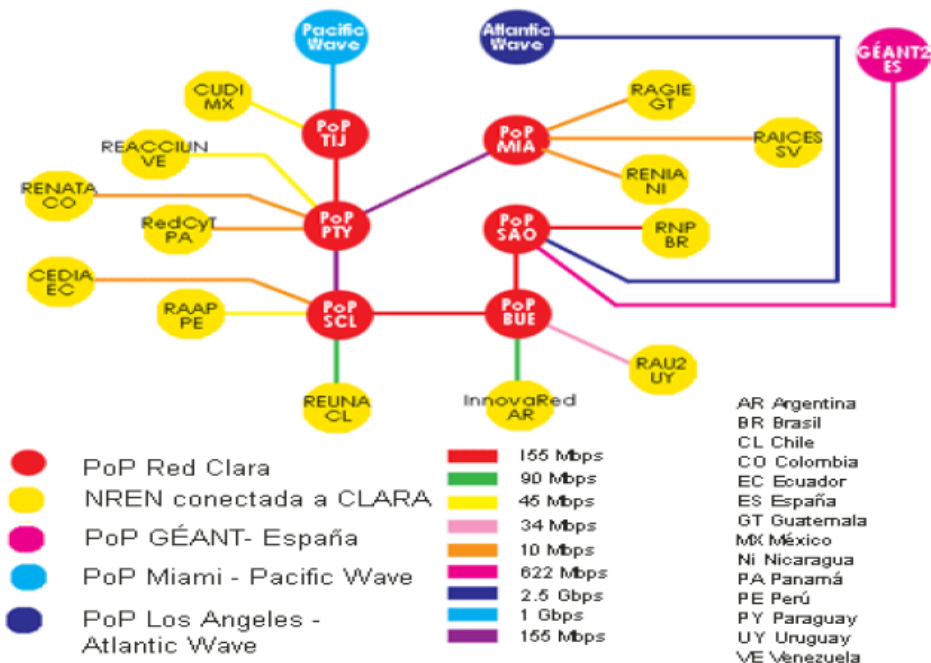 Pacific
Wave
Atlantic
Wave
GÉANT2
ES
CUDI
MX
PoP
TIJ
PoP
MIA
RAGIE
GT
RAICES
SV
REACCIUN
VE
RENIA
NI
RENATA
CO
RedCyT
PA
PoP
PTY
PoP
SAO
RNP
BR
CEDIA
EC
RAAP
PE
PoP
SCL
PoP
BUE
RAU2
UY
REUNA
CL
InnovaRed
AR
PoP Red Clara
NREN conectada a CLARA
PoP GÉANT- España
PoP Miami - Pacific Wave
PoP Los Angeles -
Atlantic Wave
155 Mbps
90 Mbps
45 Mbps
34 Mbps
10 Mbps
622 Mbps
2.5 Gbps
1 Gbps
155 Mbps
AR Argentina
BR Brasil
CL Chile
CO Colombia
EC Ecuador
ES España
GT Guatemala
MX México
Ni Nicaragua
PA Panamá
PE Perú
PY Paraguay
UY Uruguay
VE Venezuela